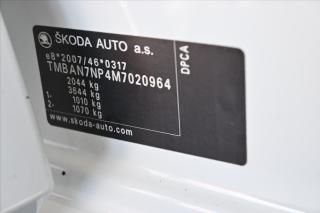 ŠKODA AUTO a.s.
e8*2007/46*0317
TMBAN7NP4M7020964
2044 kg
3644 kg
1- 1010 kg
2- 1070 kg
www.skoda-auto.com
DPCA